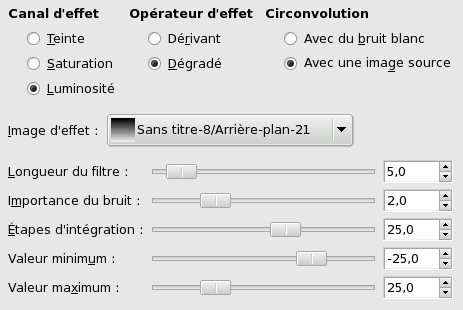 Canal d'effet Opérateur d'effet Circonvolution
Teinte Dérivant Avec du bruit blanc
Saturation Dégradé Avec une image source
Luminosité
Image d'effet : Sans titre-8/Arrière-plan-21
Longueur du filtre : 5,0
Importance du bruit : 2,0
Étapes d'intégration : 25,0
Valeur minimum : -25,0
Valeur maximum : 25,0